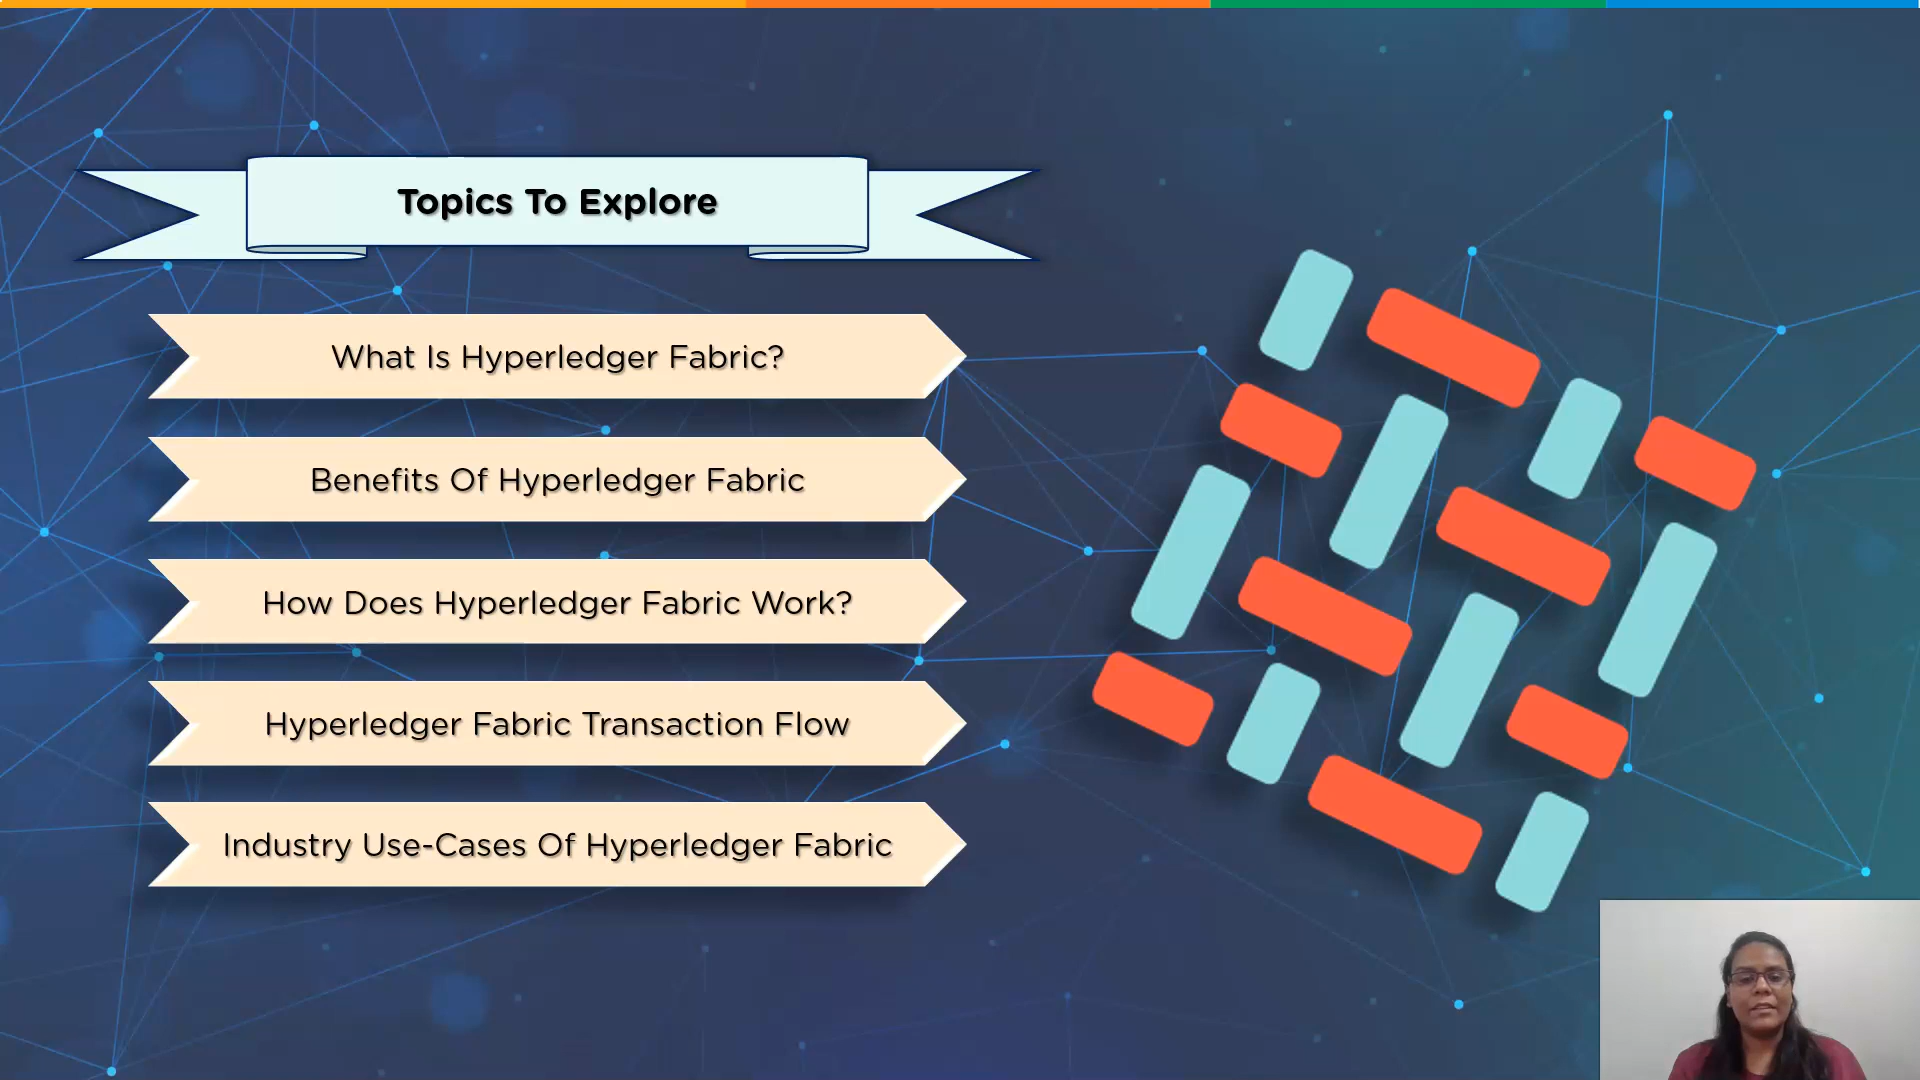 Topics To Explore
What Is Hyperledger Fabric?
Benefits Of Hyperledger Fabric
How Does Hyperledger Fabric Work?
Hyperledger Fabric Transaction Flow
Industry Use-Cases Of Hyperledger Fabric